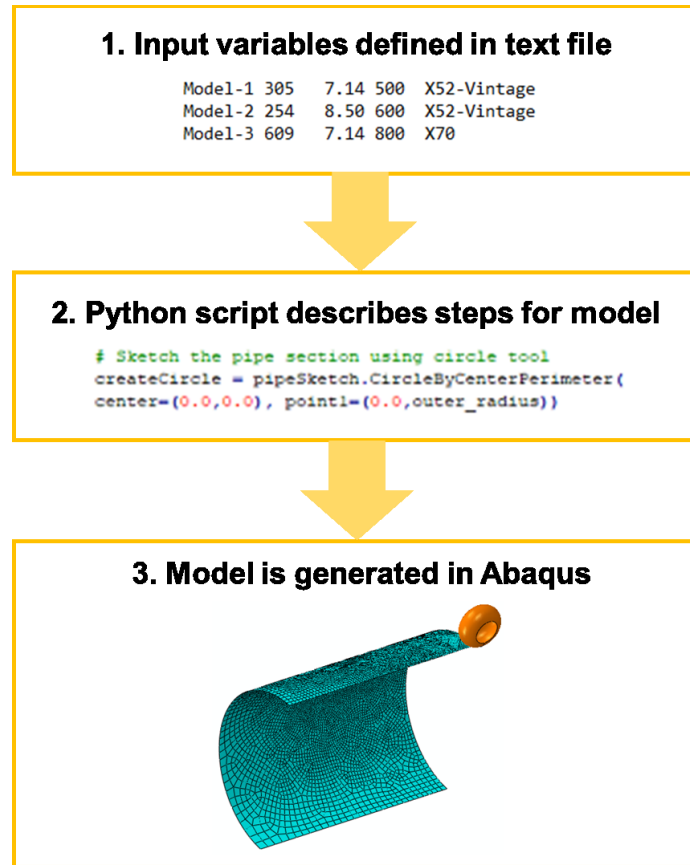 1. Input variables defined in text file
Model-1 305 7.14 500 X52-Vintage
Model-2 254 8.50 600 X52-Vintage
Model-3 609 7.14 800 X70
2. Python script describes steps for model
# Sketch the pipe section using circle tool
createCircle = pipeSketch.CircleByCenterPerimeter(
center=(0.0,0.0), point1=(0.0,outer_radius))
3. Model is generated in Abaqus